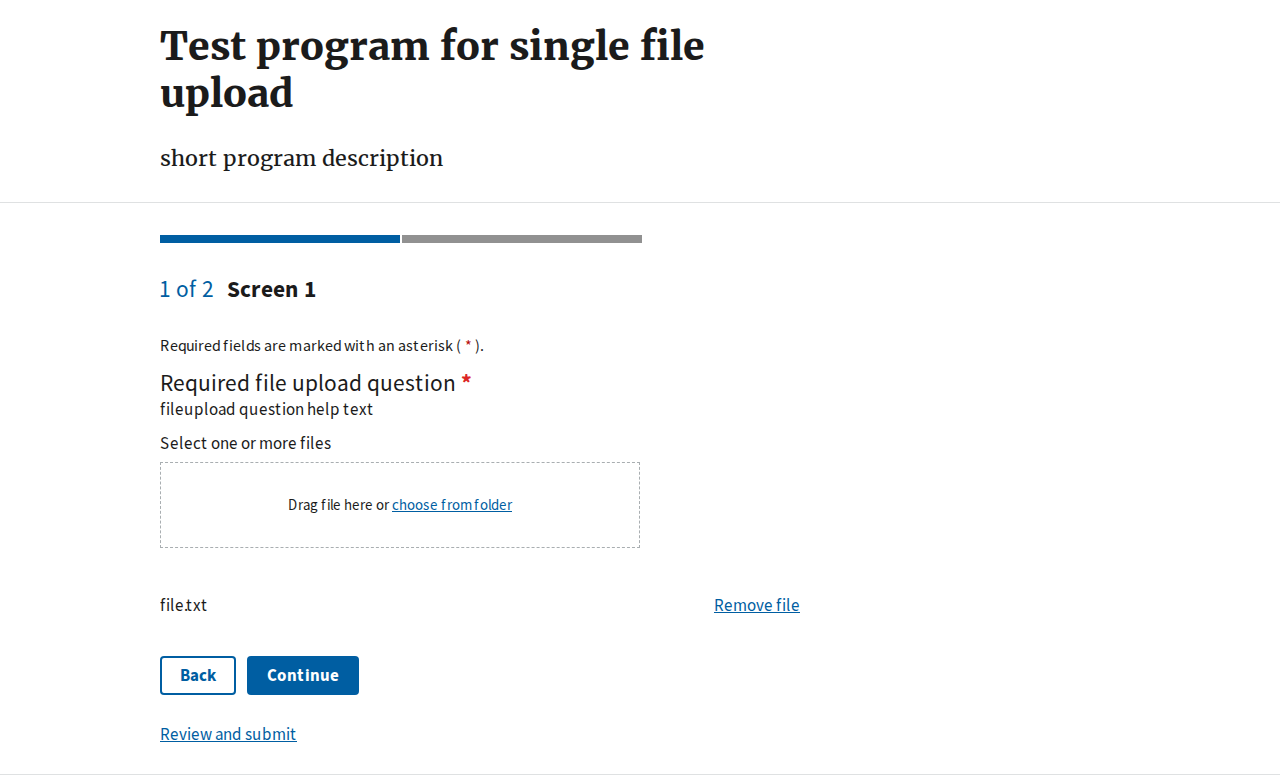 Test program for single file
upload
short program description
1 of 2 Screen 1
Required fields are marked with an asterisk ( * ).
Required file upload question *
fileupload question help text
Select one or more files
Drag file here or choose from folder
file.txt Remove file
Back Continue
Review and submit